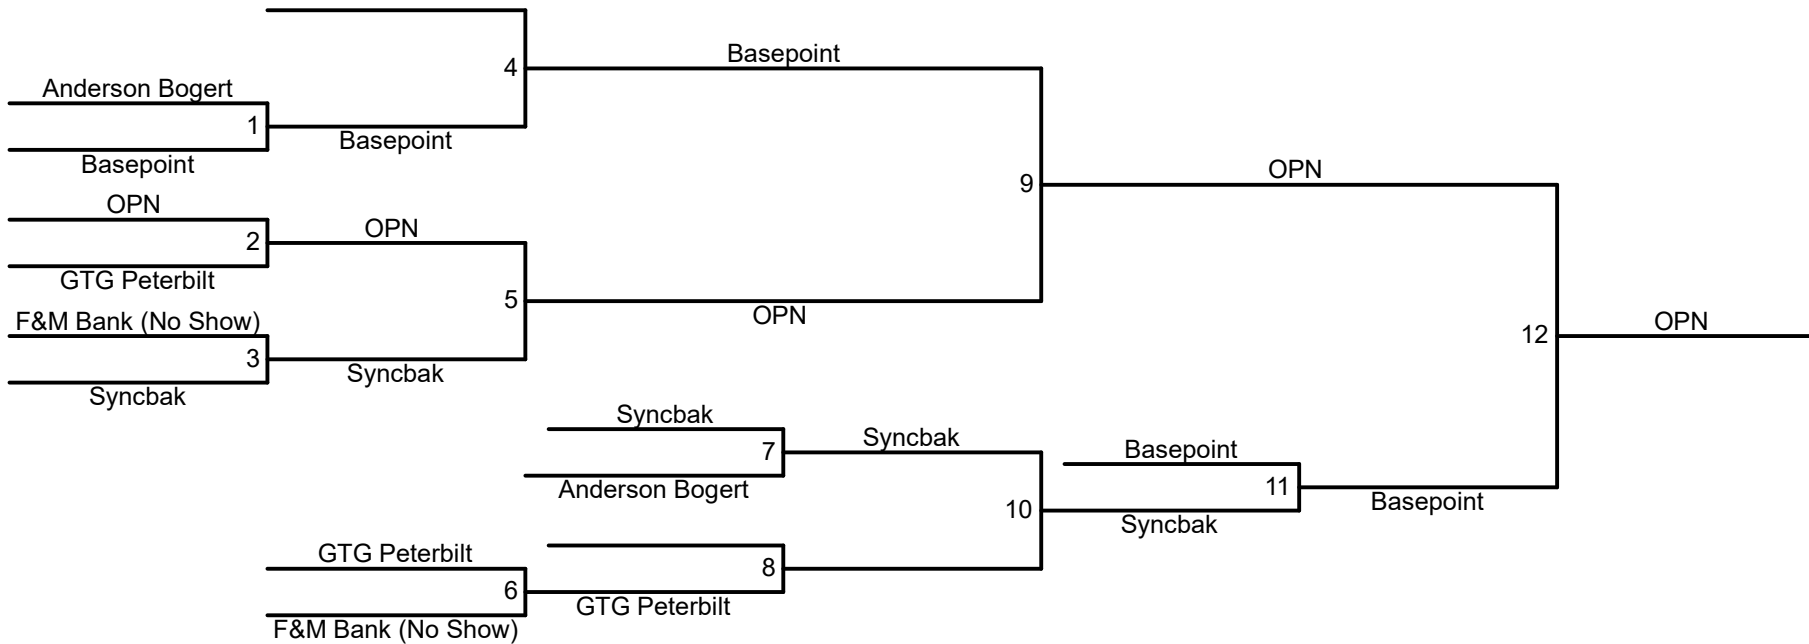 Basepoint
4
Anderson Bogert
1
Basepoint
Basepoint
OPN
9
OPN
2
OPN
GTG Peterbilt
5
OPN
F&M Bank (No Show)
3
Syncbak
Syncbak
12
OPN
Syncbak
7
Syncbak
Anderson Bogert
Basepoint
11
Basepoint
10
Syncbak
GTG Peterbilt
8
6
GTG Peterbilt
F&M Bank (No Show)